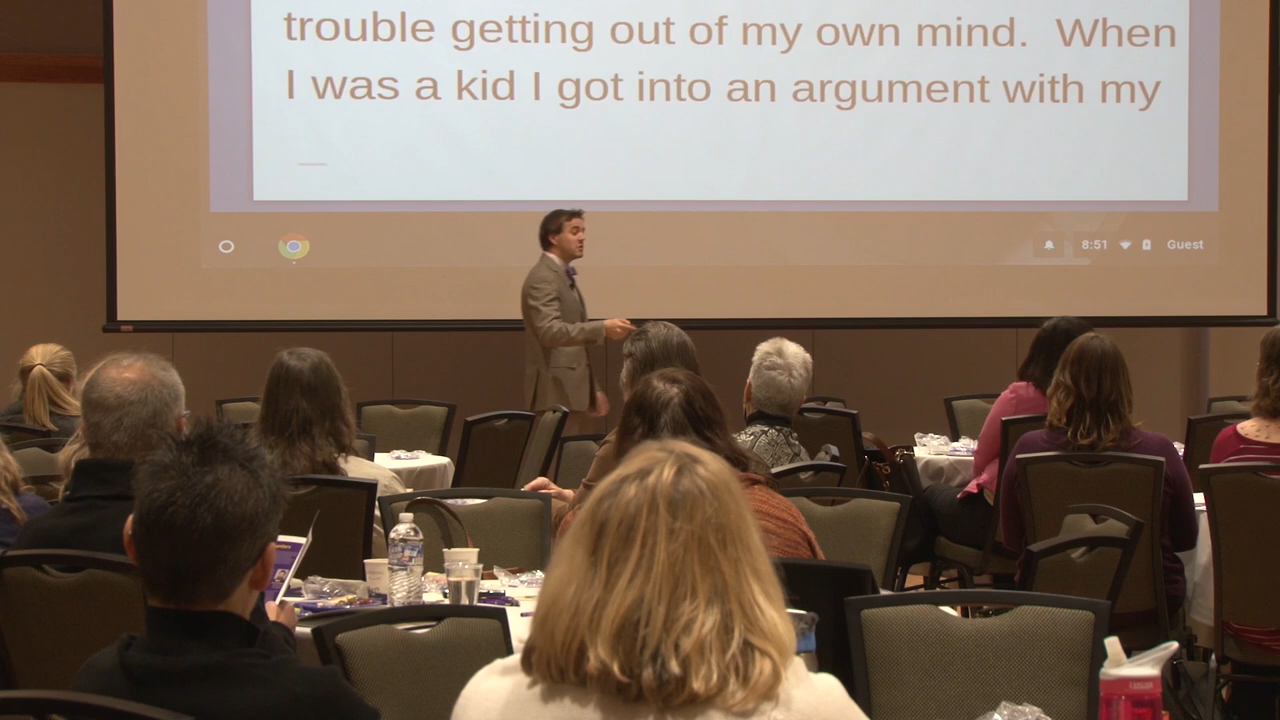 trouble getting out of my own mind.  When
I was a kid I got into an argument with my
8:51
Guest